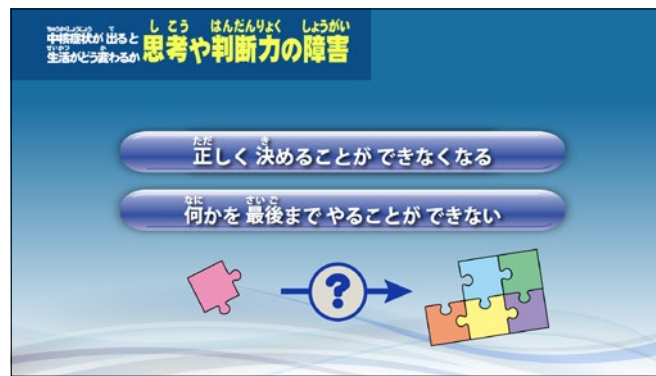 中核症状が 出ると
生活がどう変わるか
思考や判断力の障害
正しく 決めることが できなくなる
何かを 最後まで やることが できない
?